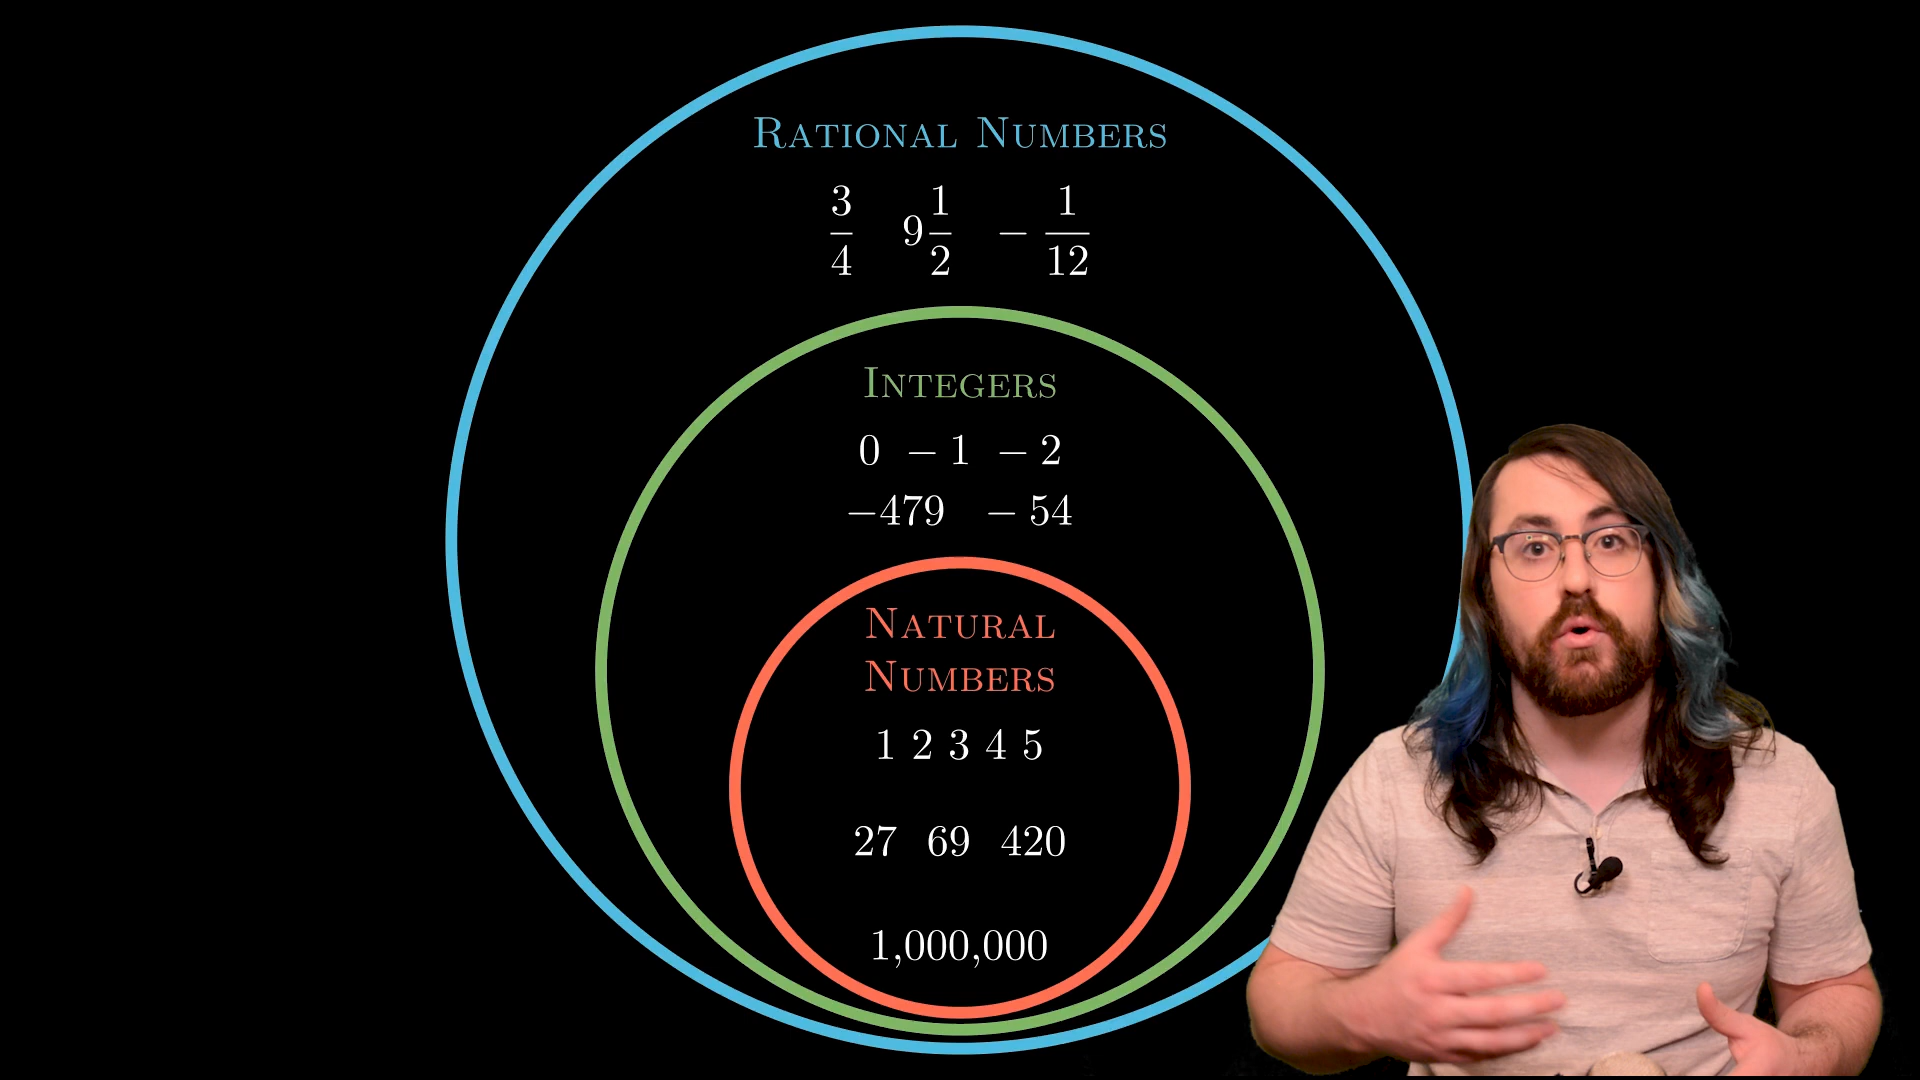 RATIONAL NUMBERS
3/4 9 1/2 − 1/12
INTEGERS
0 − 1 − 2
−479 − 54
NATURAL
NUMBERS
1 2 3 4 5
27 69 420
1,000,000